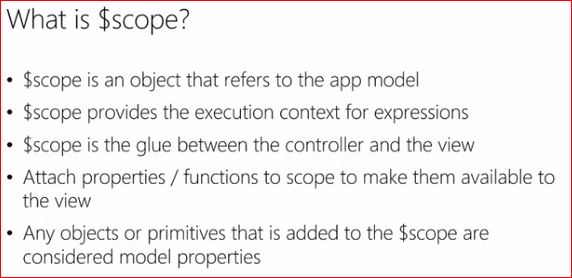 What is $scope?
• $scope is an object that refers to the app model
• $scope provides the execution context for expressions
• $scope is the glue between the controller and the view
• Attach properties / functions to scope to make them available to
the view
• Any objects or primitives that is added to the $scope are
considered model properties